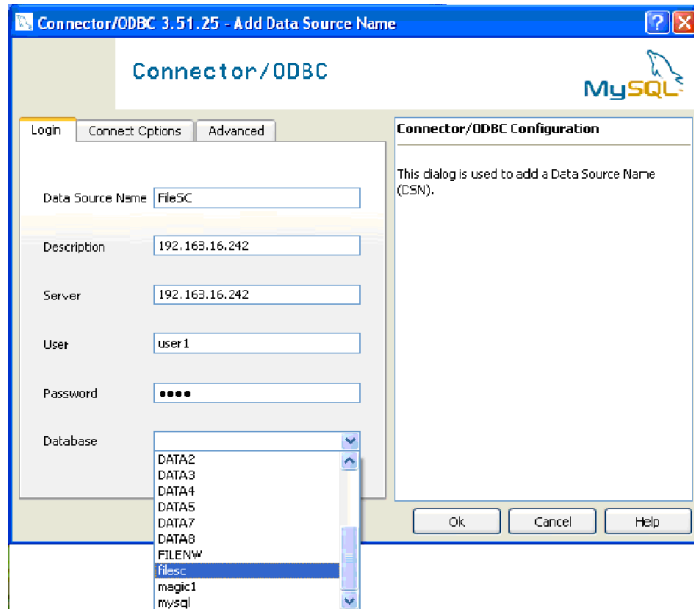 Connector/ODBC 3.51.25 - Add Data Source Name
Connector/ODBC
MySQL
Login Connect Options Advanced
Connector/ODBC Configuration
This dialog is used to add a Data Source Name
(DSN).
Data Source Name FileSC
Description 192.168.16.242
Server 192.168.16.242
User user1
Password ●●●●
Database
DATA2
DATA3
DATA4
DATA5
DATA7
DATA8
FILENW
filesc
magic1
mysql
Ok Cancel Help